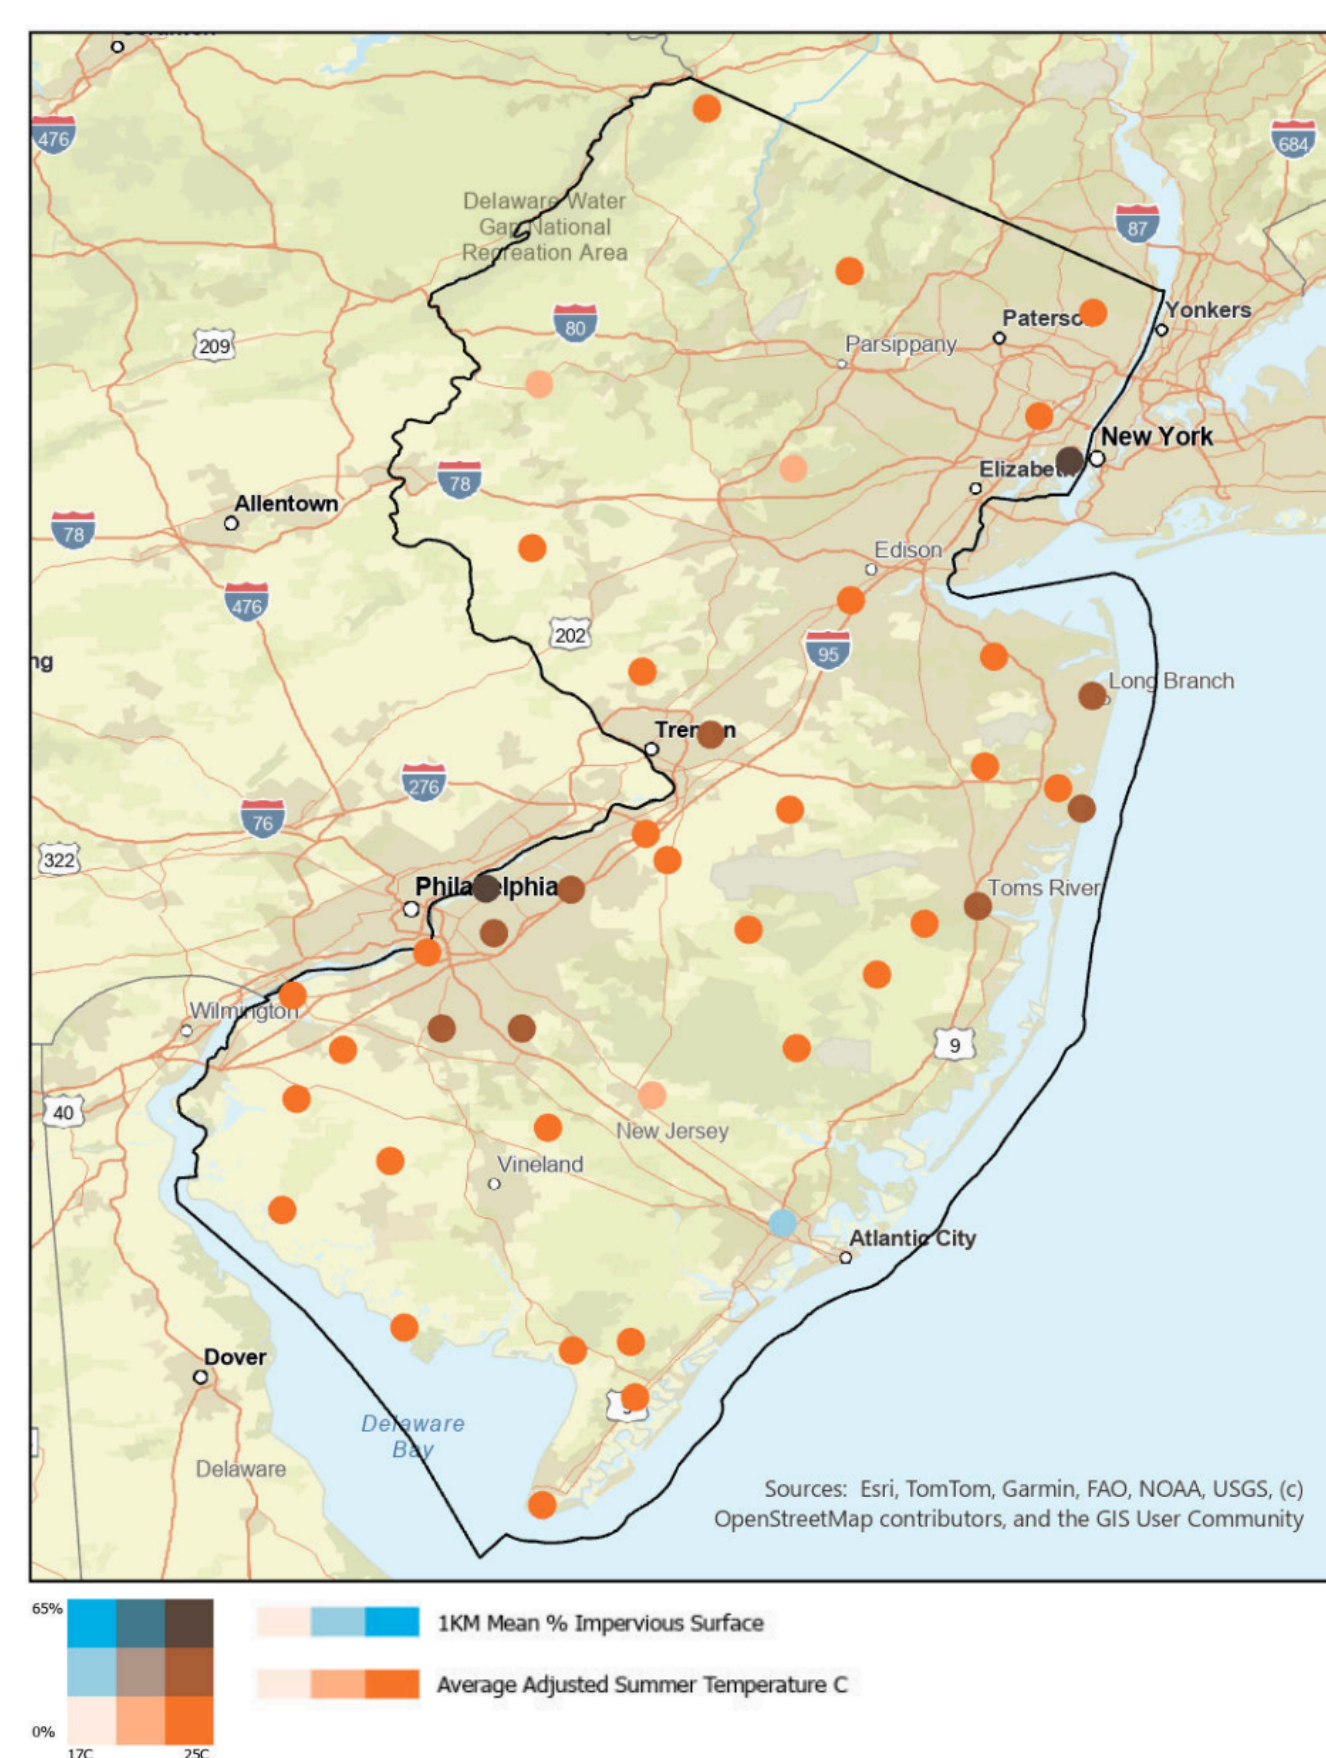 476
684
Delaware Water
Gap National
Recreation Area
87
80
209
Paterso
Yonkers
Parsippany
New York
Elizabeth
78
Allentown
78
Edison
476
202
95
ng
Long Branch
Trenton
276
76
322
Philadelphia
Toms River
Wilmington
9
40
New Jersey
Vineland
Atlantic City
Dover
Delaware
Bay
Delaware
Sources: Esri, TomTom, Garmin, FAO, NOAA, USGS, (c)
OpenStreetMap contributors, and the GIS User Community
65%
1KM Mean % Impervious Surface
Average Adjusted Summer Temperature C
0%
17C 25C